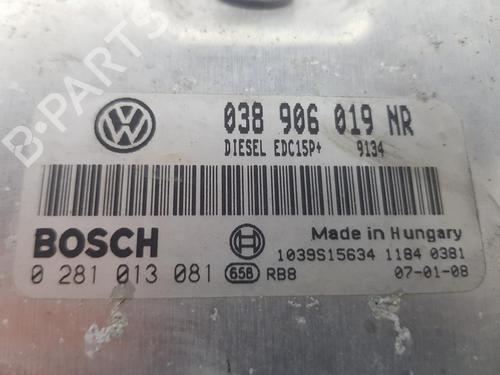 B-PARTS
038 906 019 NR
DIESEL EDC15P+ 9134
BOSCH
Made in Hungary
1039S15634 1184 0381
0 281 013 081 658 RB8 07-01-08